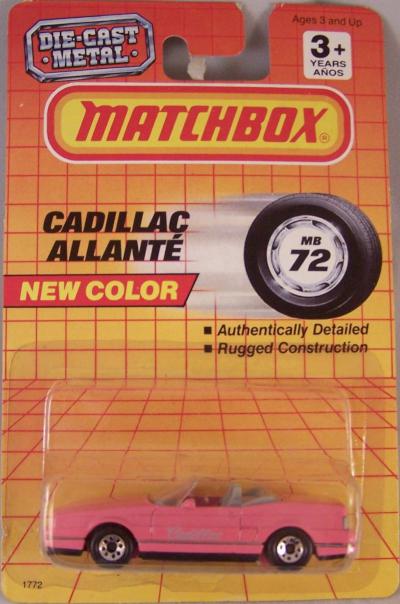 Ages 3 and Up
DIE-CAST
METAL
3+
YEARS
AÑOS
MATCHBOX®
CADILLAC
ALLANTÉ
MB
72
NEW COLOR
■ Authentically Detailed
■ Rugged Construction
Cadillac
1772